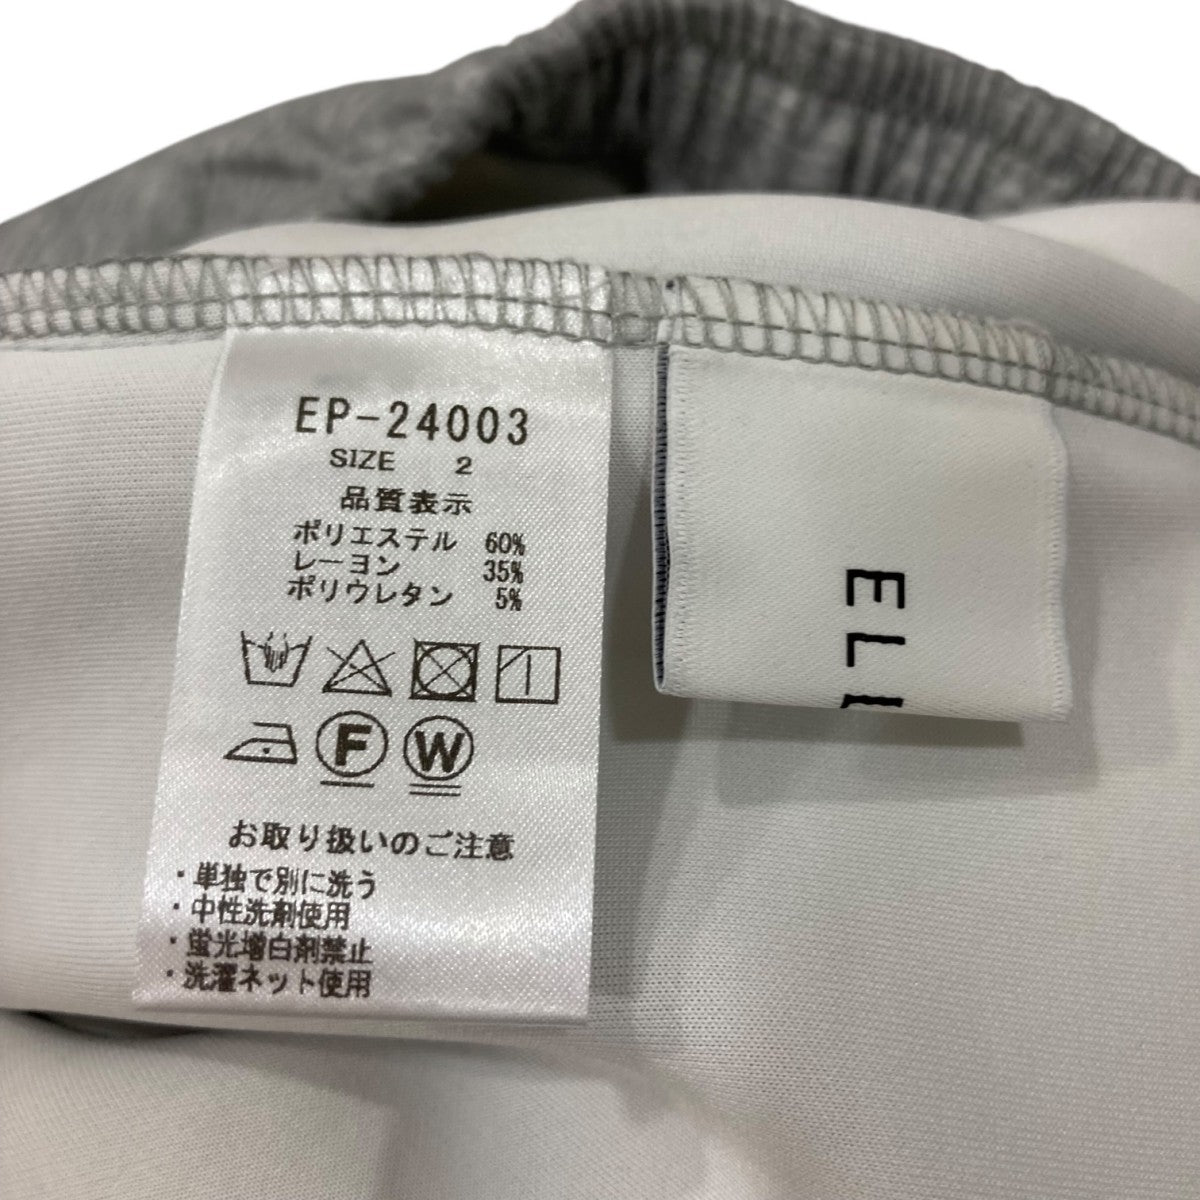 EP-24003
SIZE 2
品質表示
ポリエステル 60%
レーヨン 35%
ポリウレタン 5%
F W
お取り扱いのご注意
・単独で別に洗う
・中性洗剤使用
・蛍光増白剤禁止
・洗濯ネット使用
EL